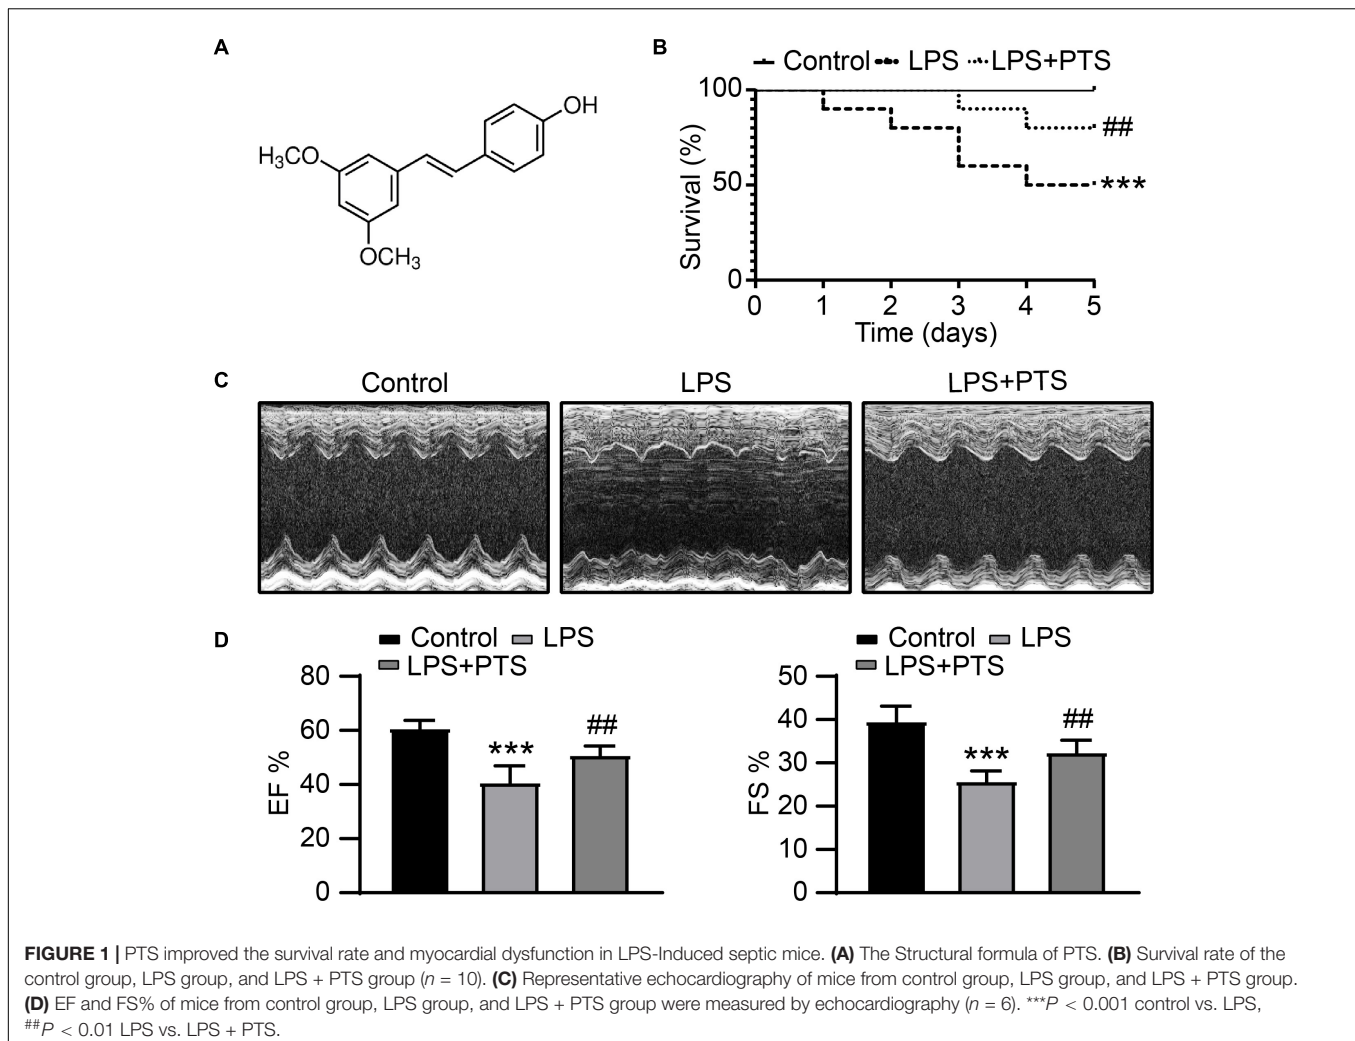 A
OH
H3CO
OCH3
B
Control LPS LPS+PTS
100
50
0
Survival (%)
##
***
0 1 2 3 4 5
Time (days)
C
Control LPS LPS+PTS
D
Control LPS
LPS+PTS
80
60
40
20
0
EF %
***
##
Control LPS
LPS+PTS
50
40
30
20
10
0
FS %
***
##
FIGURE 1 | PTS improved the survival rate and myocardial dysfunction in LPS-Induced septic mice. (A) The Structural formula of PTS. (B) Survival rate of the
control group, LPS group, and LPS + PTS group (n = 10). (C) Representative echocardiography of mice from control group, LPS group, and LPS + PTS group.
(D) EF and FS% of mice from control group, LPS group, and LPS + PTS group were measured by echocardiography (n = 6). ***P < 0.001 control vs. LPS,
##P < 0.01 LPS vs. LPS + PTS.